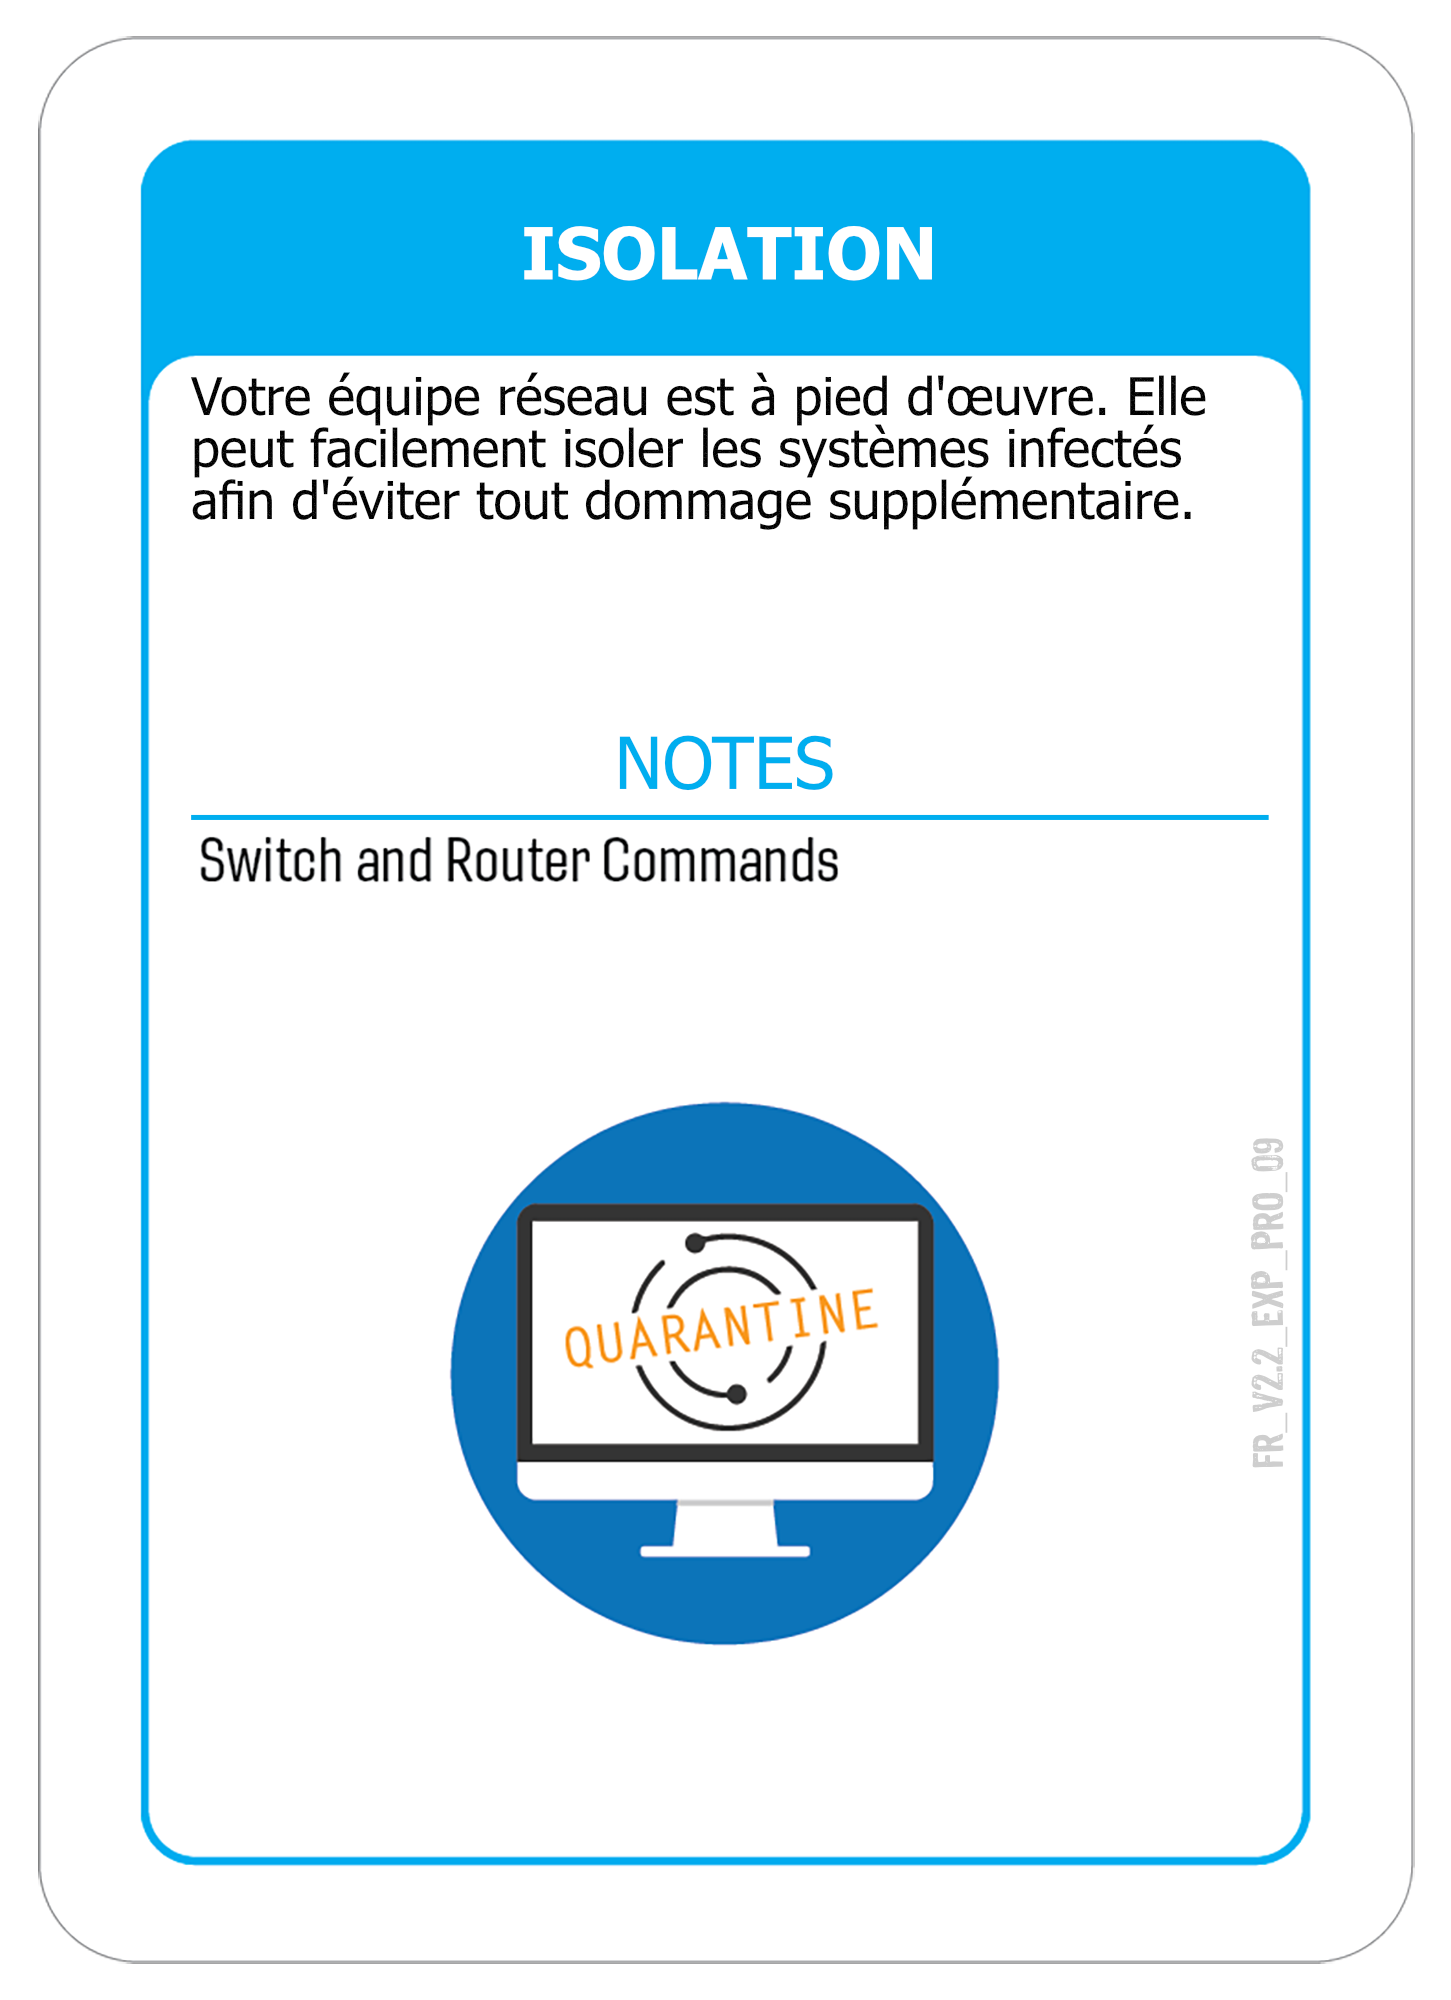 ISOLATION
Votre équipe réseau est à pied d'œuvre. Elle
peut facilement isoler les systèmes infectés
afin d'éviter tout dommage supplémentaire.
NOTES
Switch and Router Commands
QUARANTINE
FR_V2.2_EXP_PRO_09